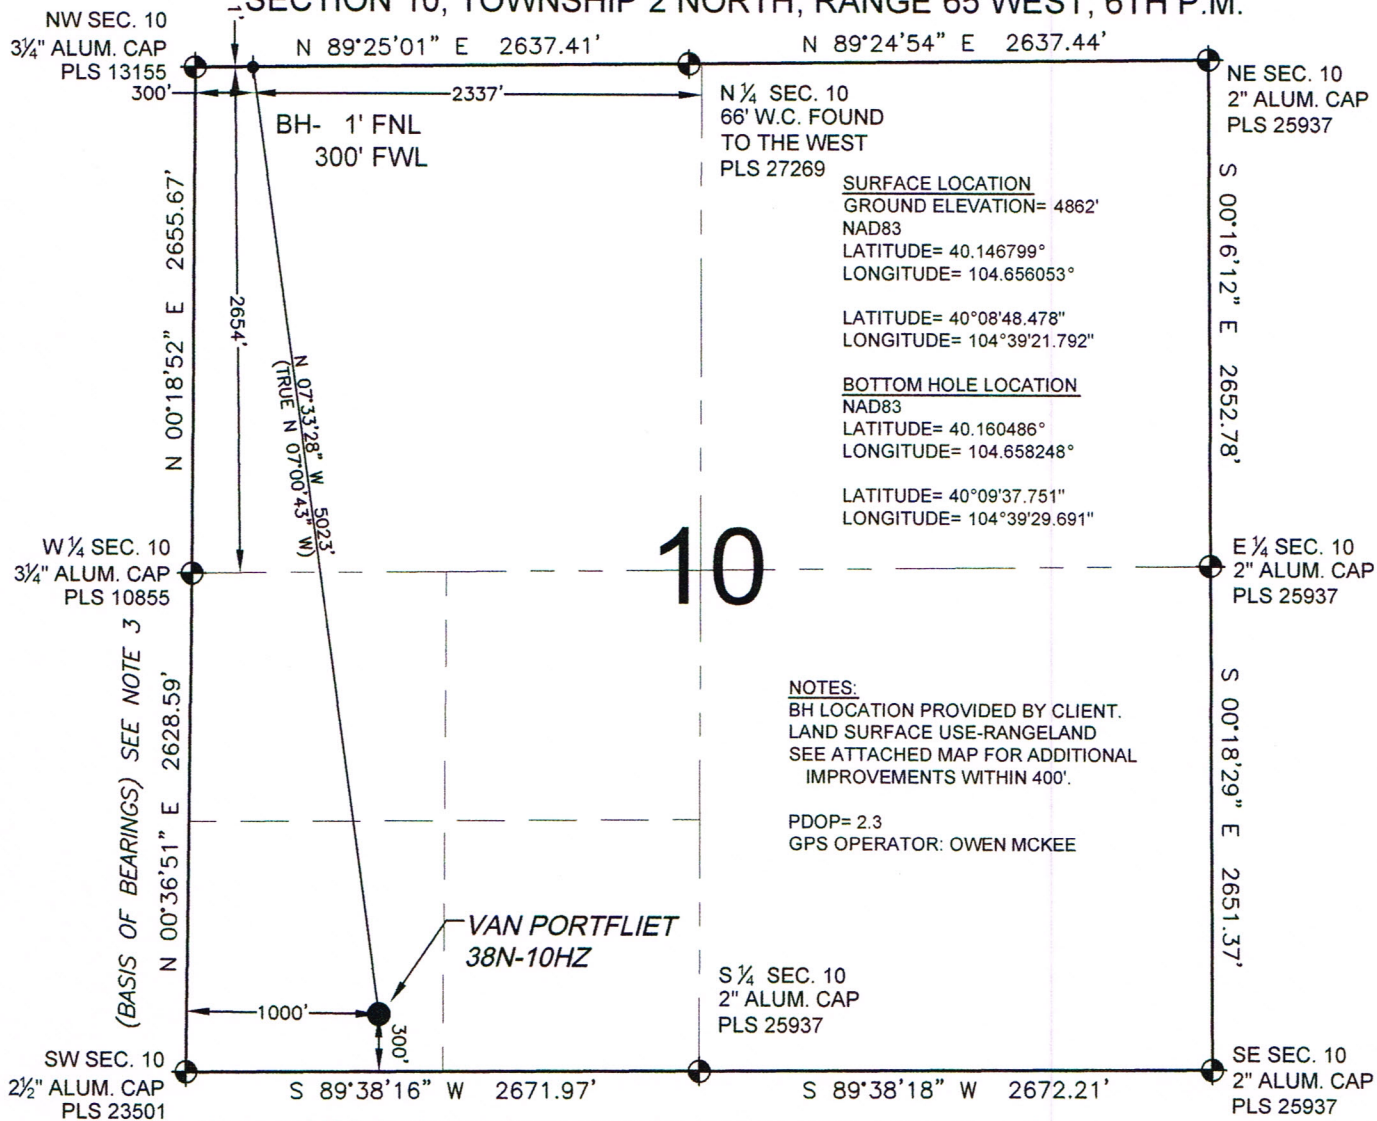 SECTION 10, TOWNSHIP 2 NORTH, RANGE 65 WEST, 6TH P.M.
NW SEC. 10
3¼" ALUM. CAP
PLS 13155
N 89°25'01" E 2637.41'
N 89°24'54" E 2637.44'
NE SEC. 10
2" ALUM. CAP
PLS 25937
300'
2337'
BH- 1' FNL
300' FWL
N ¼ SEC. 10
66' W.C. FOUND
TO THE WEST
PLS 27269
SURFACE LOCATION
GROUND ELEVATION= 4862'
NAD83
LATITUDE= 40.146799°
LONGITUDE= 104.656053°
LATITUDE= 40°08'48.478"
LONGITUDE= 104°39'21.792"
BOTTOM HOLE LOCATION
NAD83
LATITUDE= 40.160486°
LONGITUDE= 104.658248°
LATITUDE= 40°09'37.751"
LONGITUDE= 104°39'29.691"
N 00°18'52" E 2655.67'
2654'
N 07°33'28" W 5023'
(TRUE N 07°00'43" W)
S 00°16'12" E 2652.78'
W ¼ SEC. 10
3¼" ALUM. CAP
PLS 10855
10
E ¼ SEC. 10
2" ALUM. CAP
PLS 25937
(BASIS OF BEARINGS) SEE NOTE 3
N 00°36'51" E 2628.59'
NOTES:
BH LOCATION PROVIDED BY CLIENT.
LAND SURFACE USE-RANGELAND
SEE ATTACHED MAP FOR ADDITIONAL
IMPROVEMENTS WITHIN 400'.
PDOP= 2.3
GPS OPERATOR: OWEN MCKEE
S 00°18'29" E 2651.37'
VAN PORTFLIET
38N-10HZ
1000'
300'
S ¼ SEC. 10
2" ALUM. CAP
PLS 25937
SW SEC. 10
2½" ALUM. CAP
PLS 23501
S 89°38'16" W 2671.97'
S 89°38'18" W 2672.21'
SE SEC. 10
2" ALUM. CAP
PLS 25937